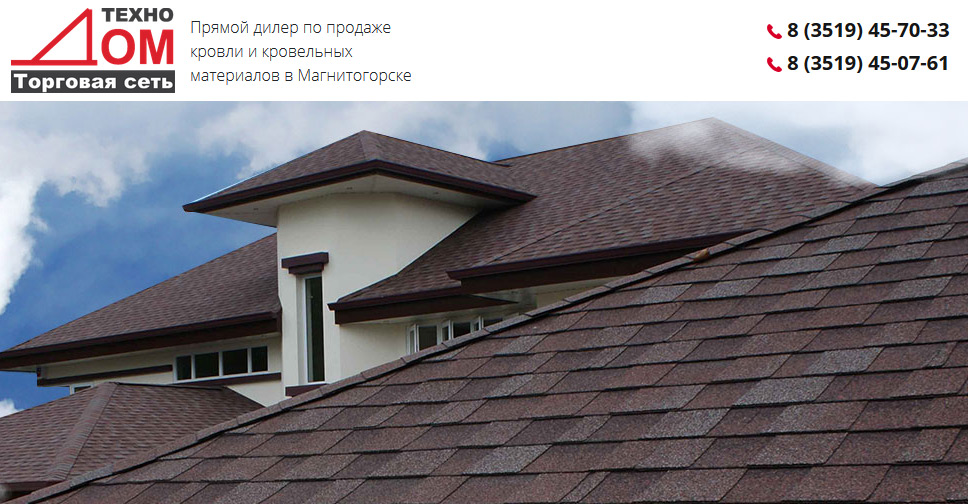 ТЕХНО
ДОМ
Торговая сеть
Прямой дилер по продаже
кровли и кровельных
материалов в Магнитогорске
8 (3519) 45-70-33
8 (3519) 45-07-61